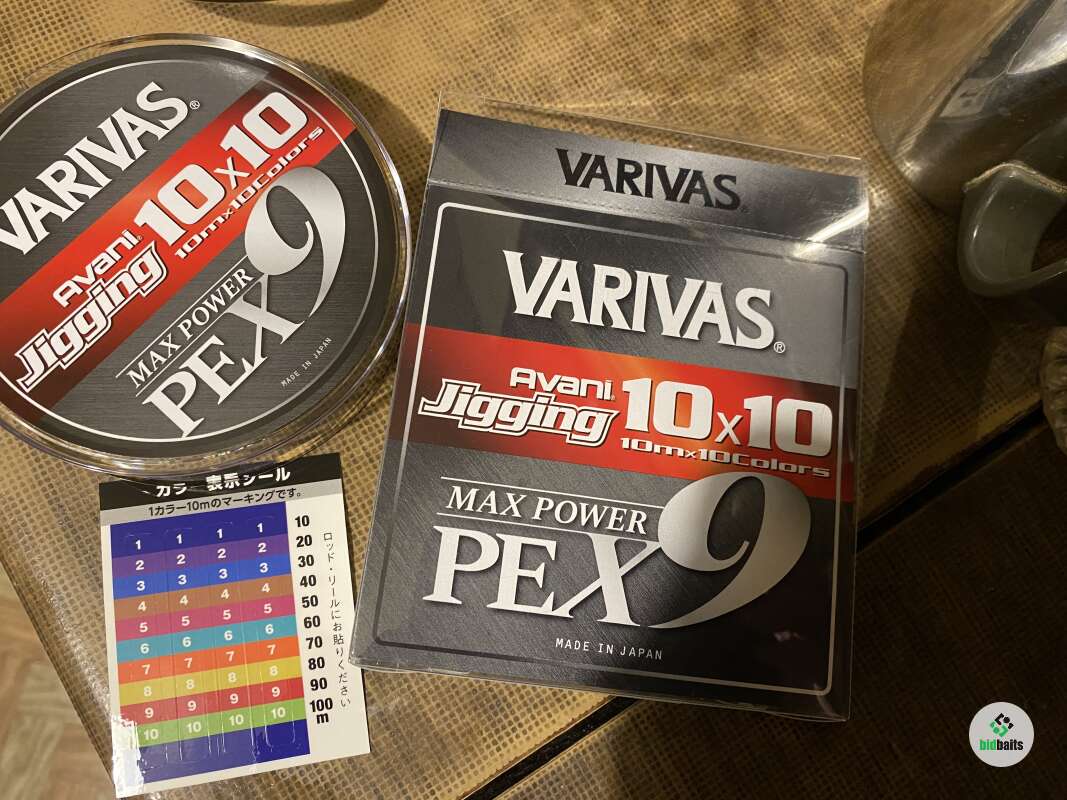 VARIVAS®
Avani
Jigging 10x10
10mx10Colors
MAX POWER
PEX9
MADE IN JAPAN
VARIVAS
VARIVAS®
Avani
Jigging 10x10
10mx10Colors
MAX POWER
PEX9
MADE IN JAPAN
カラー表示シール
1カラー10mのマーキングです。
1 1 1 1 10
2 2 2 2 20
3 3 3 3 30
4 4 4 4 40
5 5 5 5 50
6 6 6 6 60
7 7 7 7 70
8 8 8 8 80
9 9 9 9 90
10 10 10 10 100
m
ロッド・リールにお貼りください
bidbaits